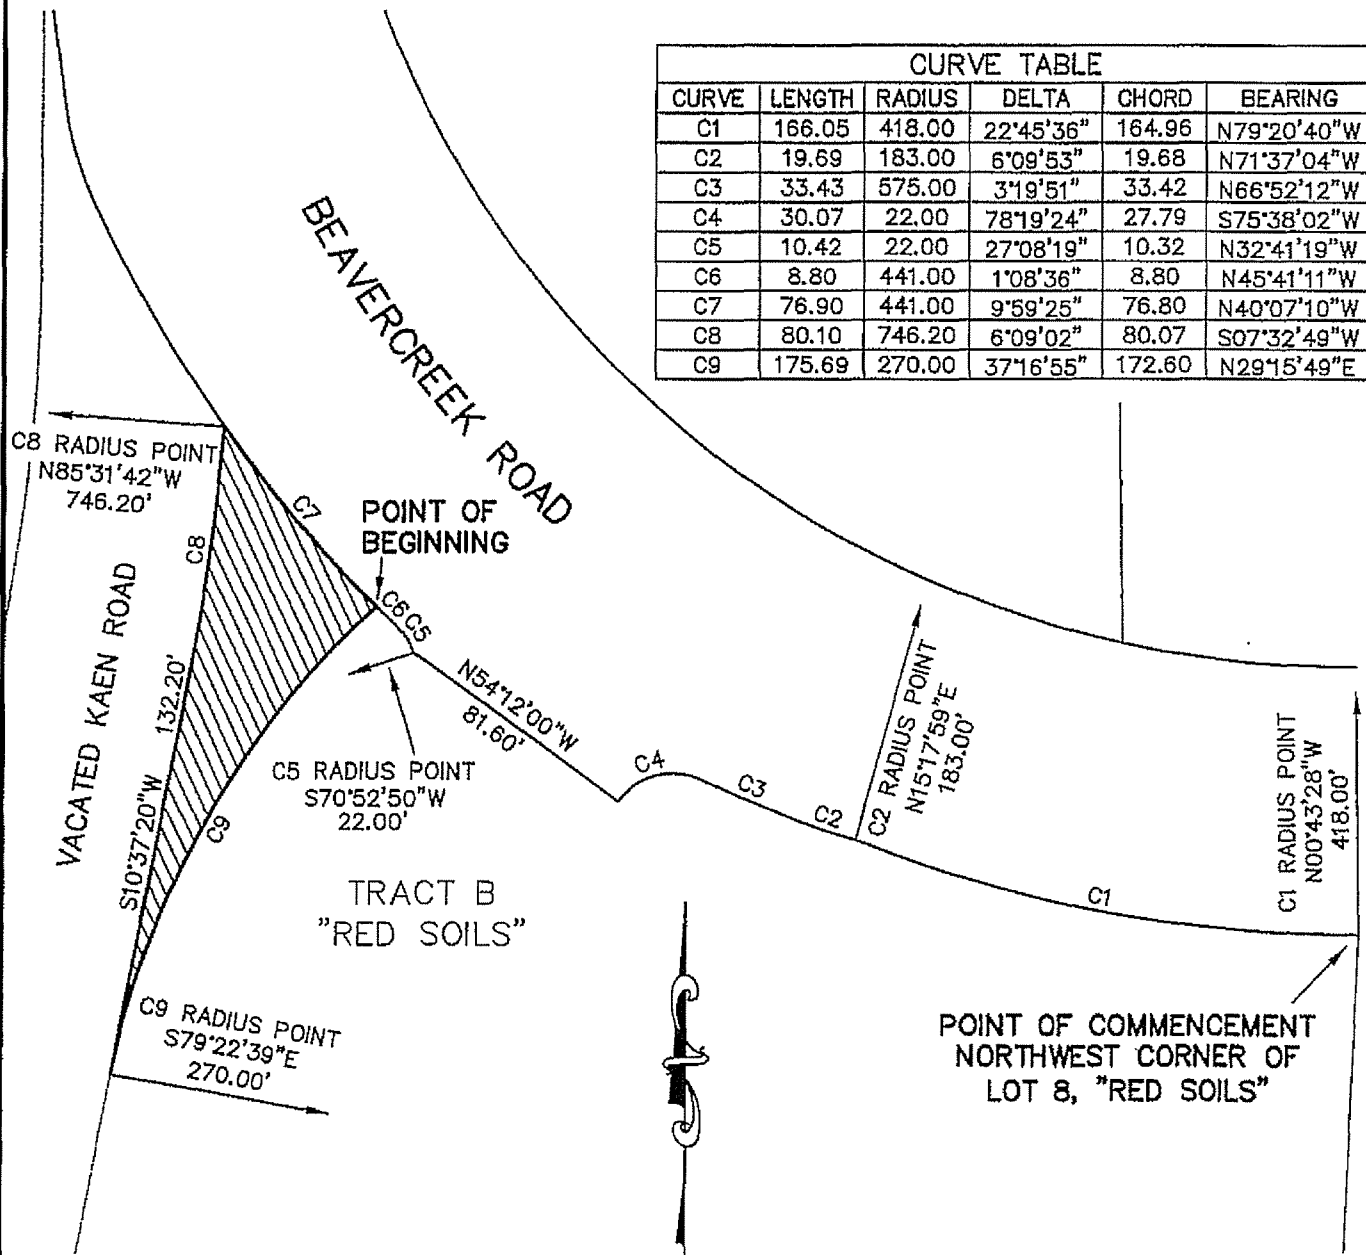 CURVE TABLE
CURVE LENGTH RADIUS DELTA CHORD BEARING
C1 166.05 418.00 22°45'36" 164.96 N79°20'40"W
C2 19.69 183.00 6°09'53" 19.68 N71°37'04"W
C3 33.43 575.00 3°19'51" 33.42 N66°52'12"W
C4 30.07 22.00 78°19'24" 27.79 S75°38'02"W
C5 10.42 22.00 27°08'19" 10.32 N32°41'19"W
C6 8.80 441.00 1°08'36" 8.80 N45°41'11"W
C7 76.90 441.00 9°59'25" 76.80 N40°07'10"W
C8 80.10 746.20 6°09'02" 80.07 S07°32'49"W
C9 175.69 270.00 37°16'55" 172.60 N29°15'49"E
BEAVERCREEK ROAD
C8 RADIUS POINT
N85°31'42"W
746.20'
C7
POINT OF
BEGINNING
C8
C6
C5
VACATED KAEN ROAD
S10°37'20"W 132.20'
C9
N54°12'00"W
81.60'
C5 RADIUS POINT
S70°52'50"W
22.00'
C4
C3
C2
C2 RADIUS POINT
N15°17'59"E
183.00'
C1
C1 RADIUS POINT
N00°43'28"W
418.00'
TRACT B
"RED SOILS"
C9 RADIUS POINT
S79°22'39"E
270.00'
POINT OF COMMENCEMENT
NORTHWEST CORNER OF
LOT 8, "RED SOILS"